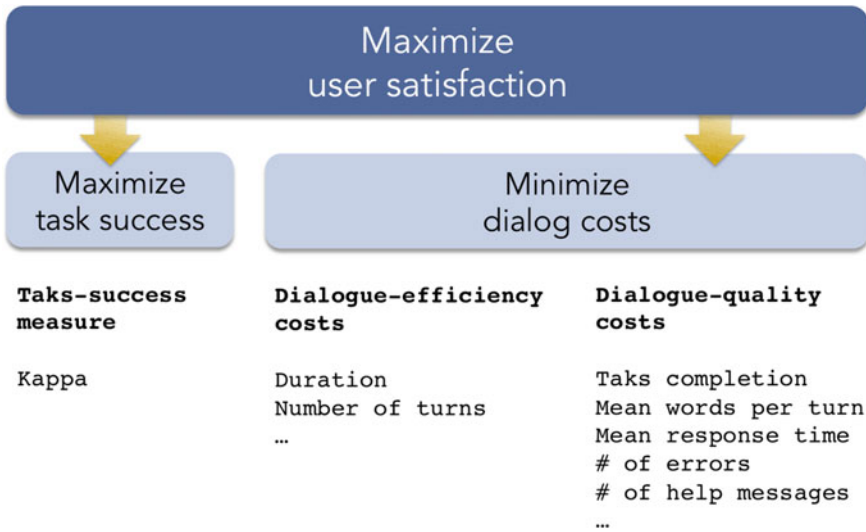 Maximize
user satisfaction
Maximize
task success
Minimize
dialog costs
Taks-success
measure
Kappa
Dialogue-efficiency
costs
Duration
Number of turns
…
Dialogue-quality
costs
Taks completion
Mean words per turn
Mean response time
# of errors
# of help messages
…